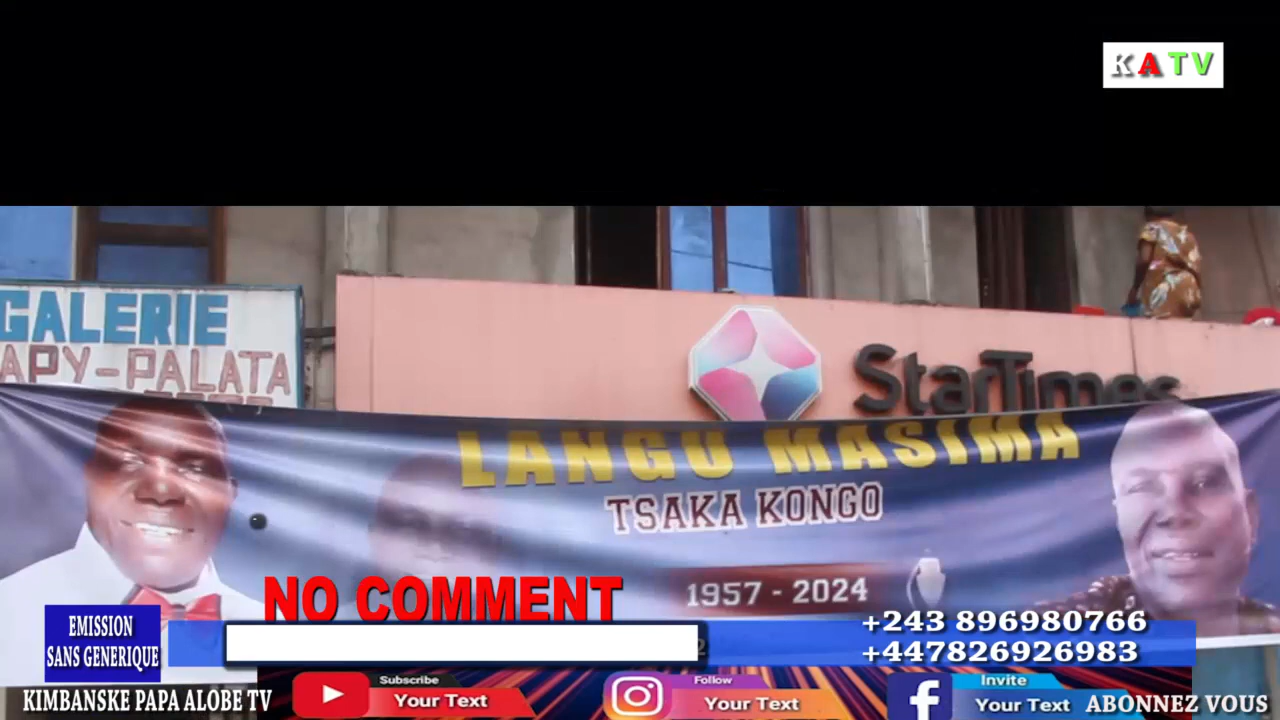 KATV
GALERIE
APY-PALATA
StarTimes
LANGU MASIMA
TSAKA KONGO
1957 - 2024
NO COMMENT
EMISSION
SANS GENERIQUE
+243 896980766
+447826926983
KIMBANSKE PAPA ALOBE TV
Subscribe
Your Text
Follow
Your Text
Invite
Your Text
ABONNEZ VOUS